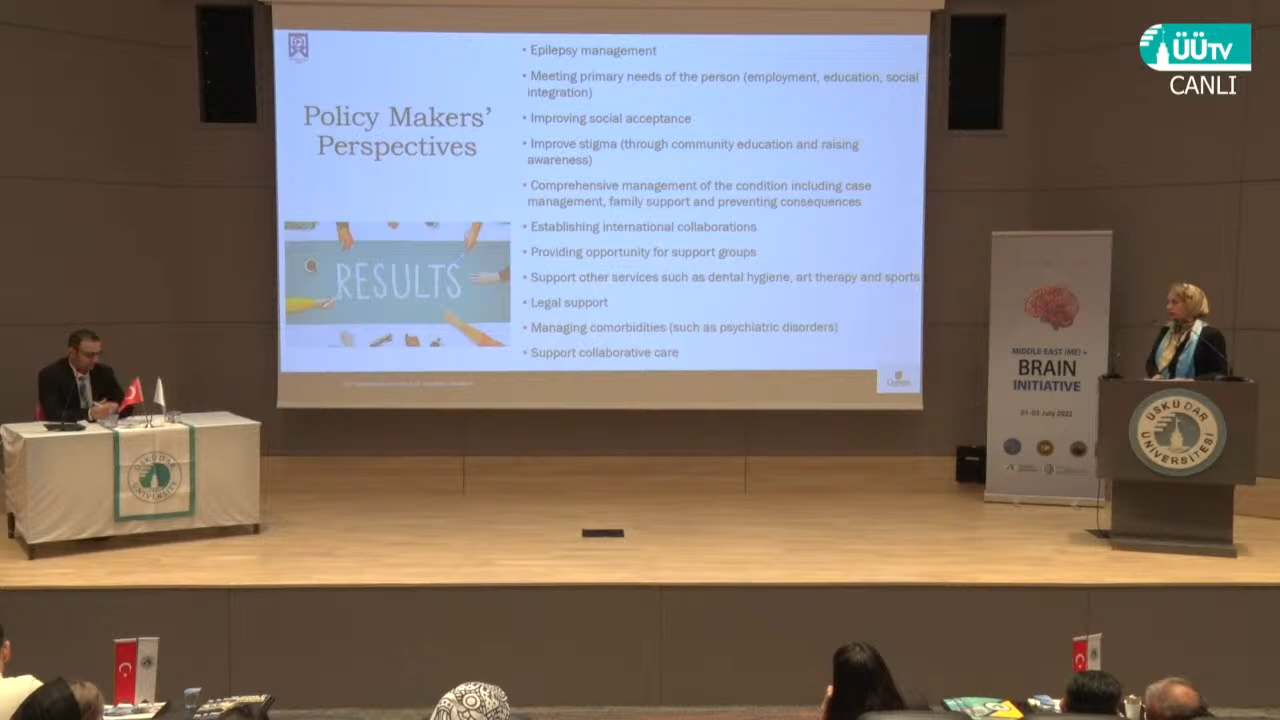 ÜÜTV
CANLI
Policy Makers'
Perspectives
RESULTS
• Epilepsy management
• Meeting primary needs of the person (employment, education, social
integration)
• Improving social acceptance
• Improve stigma (through community education and raising
awareness)
• Comprehensive management of the condition including case
management, family support and preventing consequences
• Establishing international collaborations
• Providing opportunity for support groups
• Support other services such as dental hygiene, art therapy and sports
• Legal support
• Managing comorbidities (such as psychiatric disorders)
• Support collaborative care
MIDDLE-EAST (ME) +
BRAIN
INITIATIVE
01-03 July 2022
ÜSKÜDAR
ÜNİVERSİTESİ
ÜSKÜDAR
UNIVERSITY